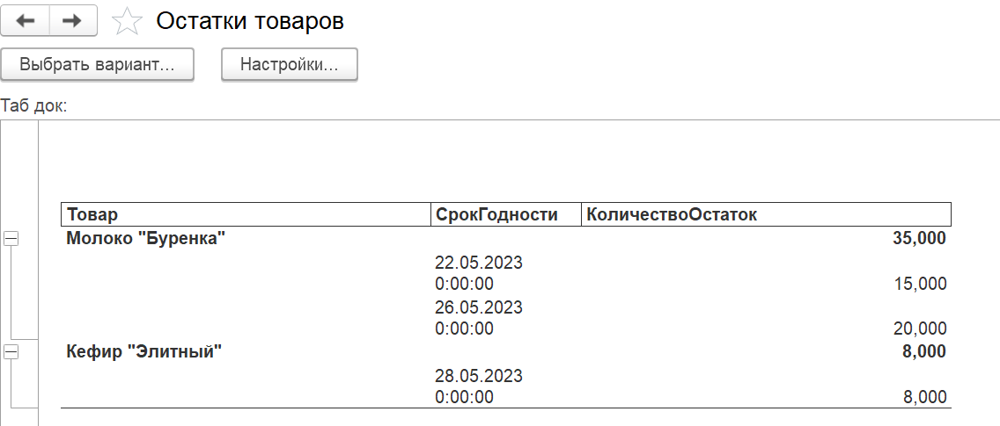 Остатки товаров
Выбрать вариант...
Настройки...
Таб док:
Товар СрокГодности КоличествоОстаток
Молоко "Буренка" 35,000
22.05.2023
0:00:00 15,000
26.05.2023
0:00:00 20,000
Кефир "Элитный" 8,000
28.05.2023
0:00:00 8,000